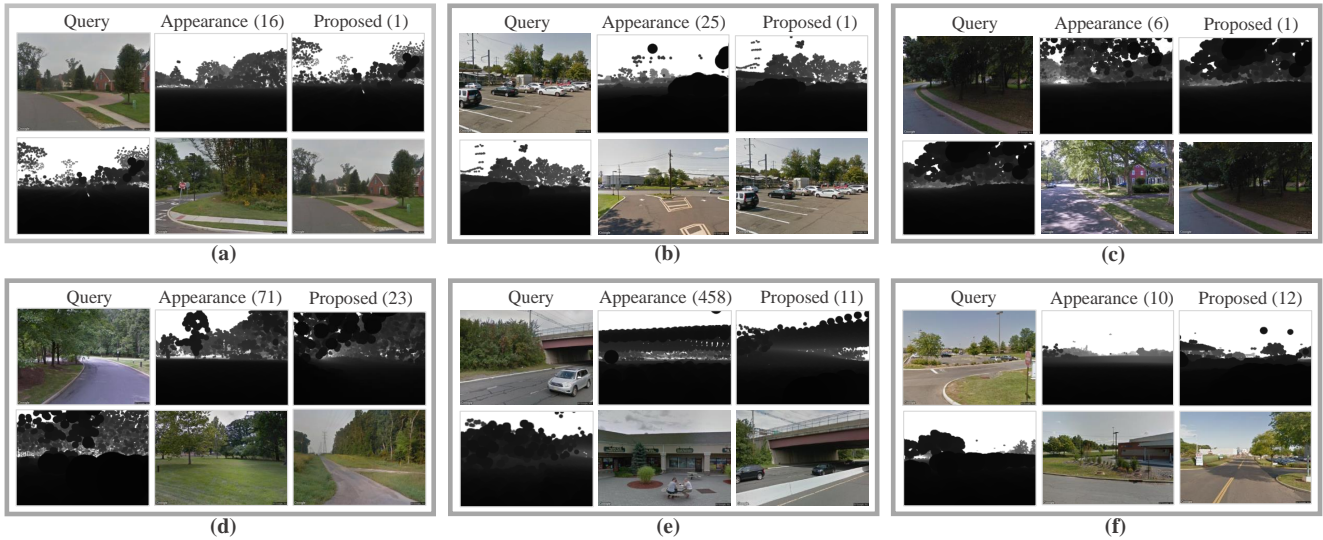 Query Appearance (16) Proposed (1)
(a)
Query Appearance (25) Proposed (1)
(b)
Query Appearance (6) Proposed (1)
(c)
Query Appearance (71) Proposed (23)
(d)
Query Appearance (458) Proposed (11)
(e)
Query Appearance (10) Proposed (12)
(f)